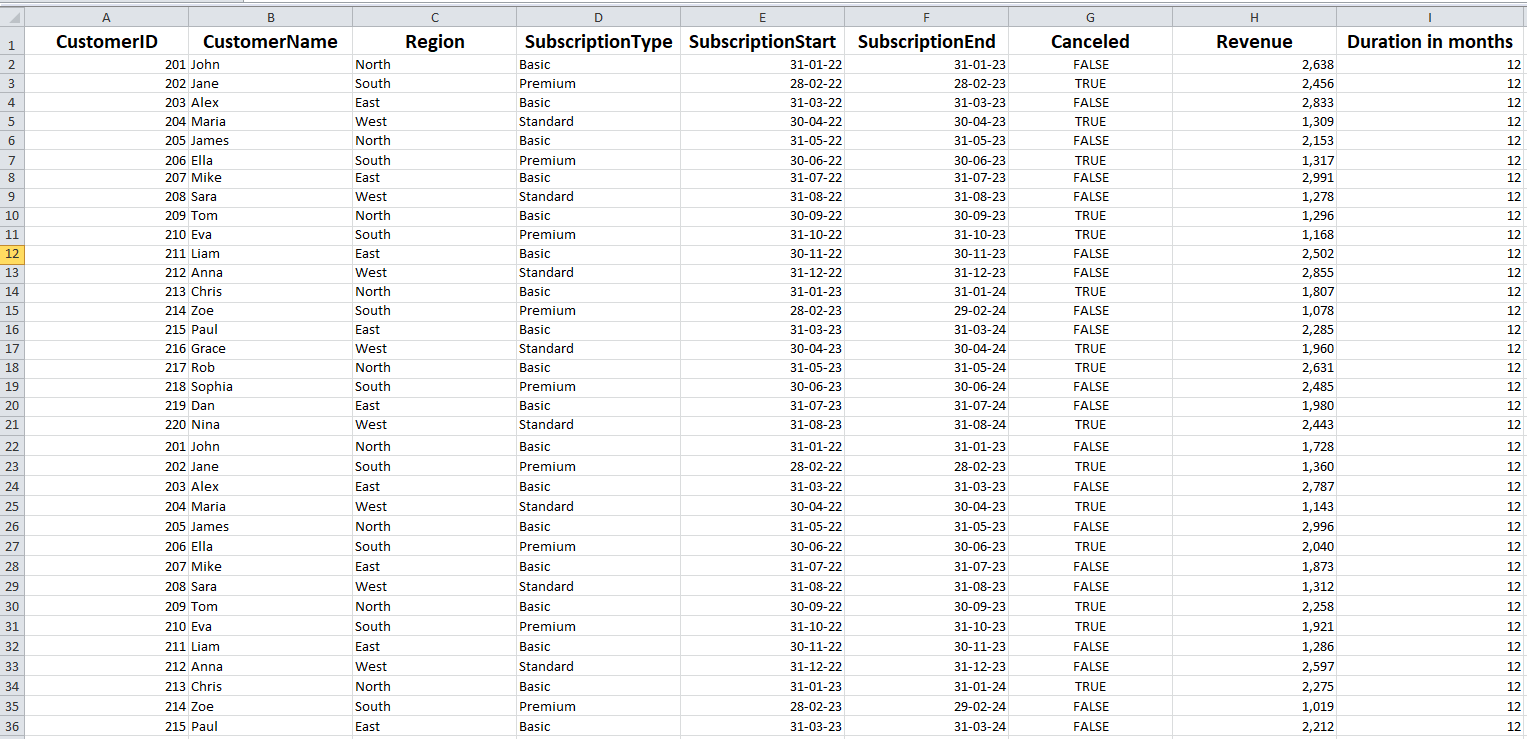 A B C D E F G H I
1 CustomerID CustomerName Region SubscriptionType SubscriptionStart SubscriptionEnd Canceled Revenue Duration in months
2 201 John North Basic 31-01-22 31-01-23 FALSE 2,638 12
3 202 Jane South Premium 28-02-22 28-02-23 TRUE 2,456 12
4 203 Alex East Basic 31-03-22 31-03-23 FALSE 2,833 12
5 204 Maria West Standard 30-04-22 30-04-23 TRUE 1,309 12
6 205 James North Basic 31-05-22 31-05-23 FALSE 2,153 12
7 206 Ella South Premium 30-06-22 30-06-23 TRUE 1,317 12
8 207 Mike East Basic 31-07-22 31-07-23 FALSE 2,991 12
9 208 Sara West Standard 31-08-22 31-08-23 FALSE 1,278 12
10 209 Tom North Basic 30-09-22 30-09-23 TRUE 1,296 12
11 210 Eva South Premium 31-10-22 31-10-23 TRUE 1,168 12
12 211 Liam East Basic 30-11-22 30-11-23 FALSE 2,502 12
13 212 Anna West Standard 31-12-22 31-12-23 FALSE 2,855 12
14 213 Chris North Basic 31-01-23 31-01-24 TRUE 1,807 12
15 214 Zoe South Premium 28-02-23 29-02-24 FALSE 1,078 12
16 215 Paul East Basic 31-03-23 31-03-24 FALSE 2,285 12
17 216 Grace West Standard 30-04-23 30-04-24 TRUE 1,960 12
18 217 Rob North Basic 31-05-23 31-05-24 TRUE 2,631 12
19 218 Sophia South Premium 30-06-23 30-06-24 FALSE 2,485 12
20 219 Dan East Basic 31-07-23 31-07-24 FALSE 1,980 12
21 220 Nina West Standard 31-08-23 31-08-24 TRUE 2,443 12
22 201 John North Basic 31-01-22 31-01-23 FALSE 1,728 12
23 202 Jane South Premium 28-02-22 28-02-23 TRUE 1,360 12
24 203 Alex East Basic 31-03-22 31-03-23 FALSE 2,787 12
25 204 Maria West Standard 30-04-22 30-04-23 TRUE 1,143 12
26 205 James North Basic 31-05-22 31-05-23 FALSE 2,996 12
27 206 Ella South Premium 30-06-22 30-06-23 TRUE 2,040 12
28 207 Mike East Basic 31-07-22 31-07-23 FALSE 1,873 12
29 208 Sara West Standard 31-08-22 31-08-23 FALSE 1,312 12
30 209 Tom North Basic 30-09-22 30-09-23 TRUE 2,258 12
31 210 Eva South Premium 31-10-22 31-10-23 TRUE 1,921 12
32 211 Liam East Basic 30-11-22 30-11-23 FALSE 1,286 12
33 212 Anna West Standard 31-12-22 31-12-23 FALSE 2,597 12
34 213 Chris North Basic 31-01-23 31-01-24 TRUE 2,275 12
35 214 Zoe South Premium 28-02-23 29-02-24 FALSE 1,019 12
36 215 Paul East Basic 31-03-23 31-03-24 FALSE 2,212 12